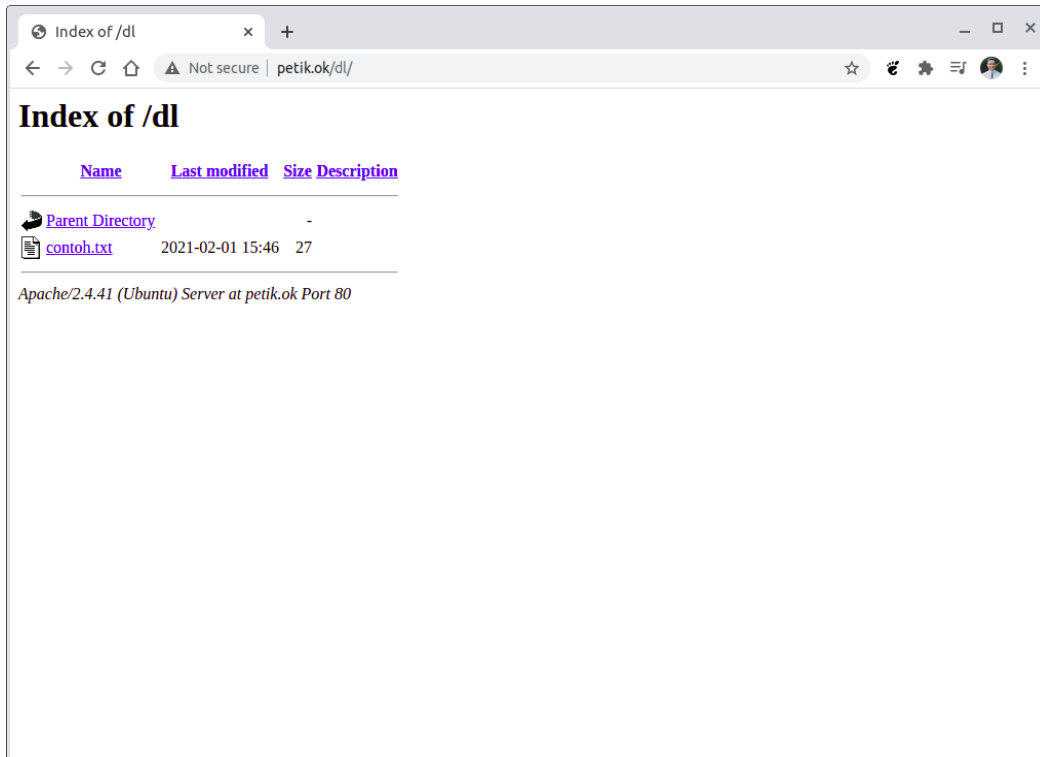 Index of /dl
Not secure | petik.ok/dl/
Index of /dl
Name Last modified Size Description
Parent Directory -
contoh.txt 2021-02-01 15:46 27
Apache/2.4.41 (Ubuntu) Server at petik.ok Port 80